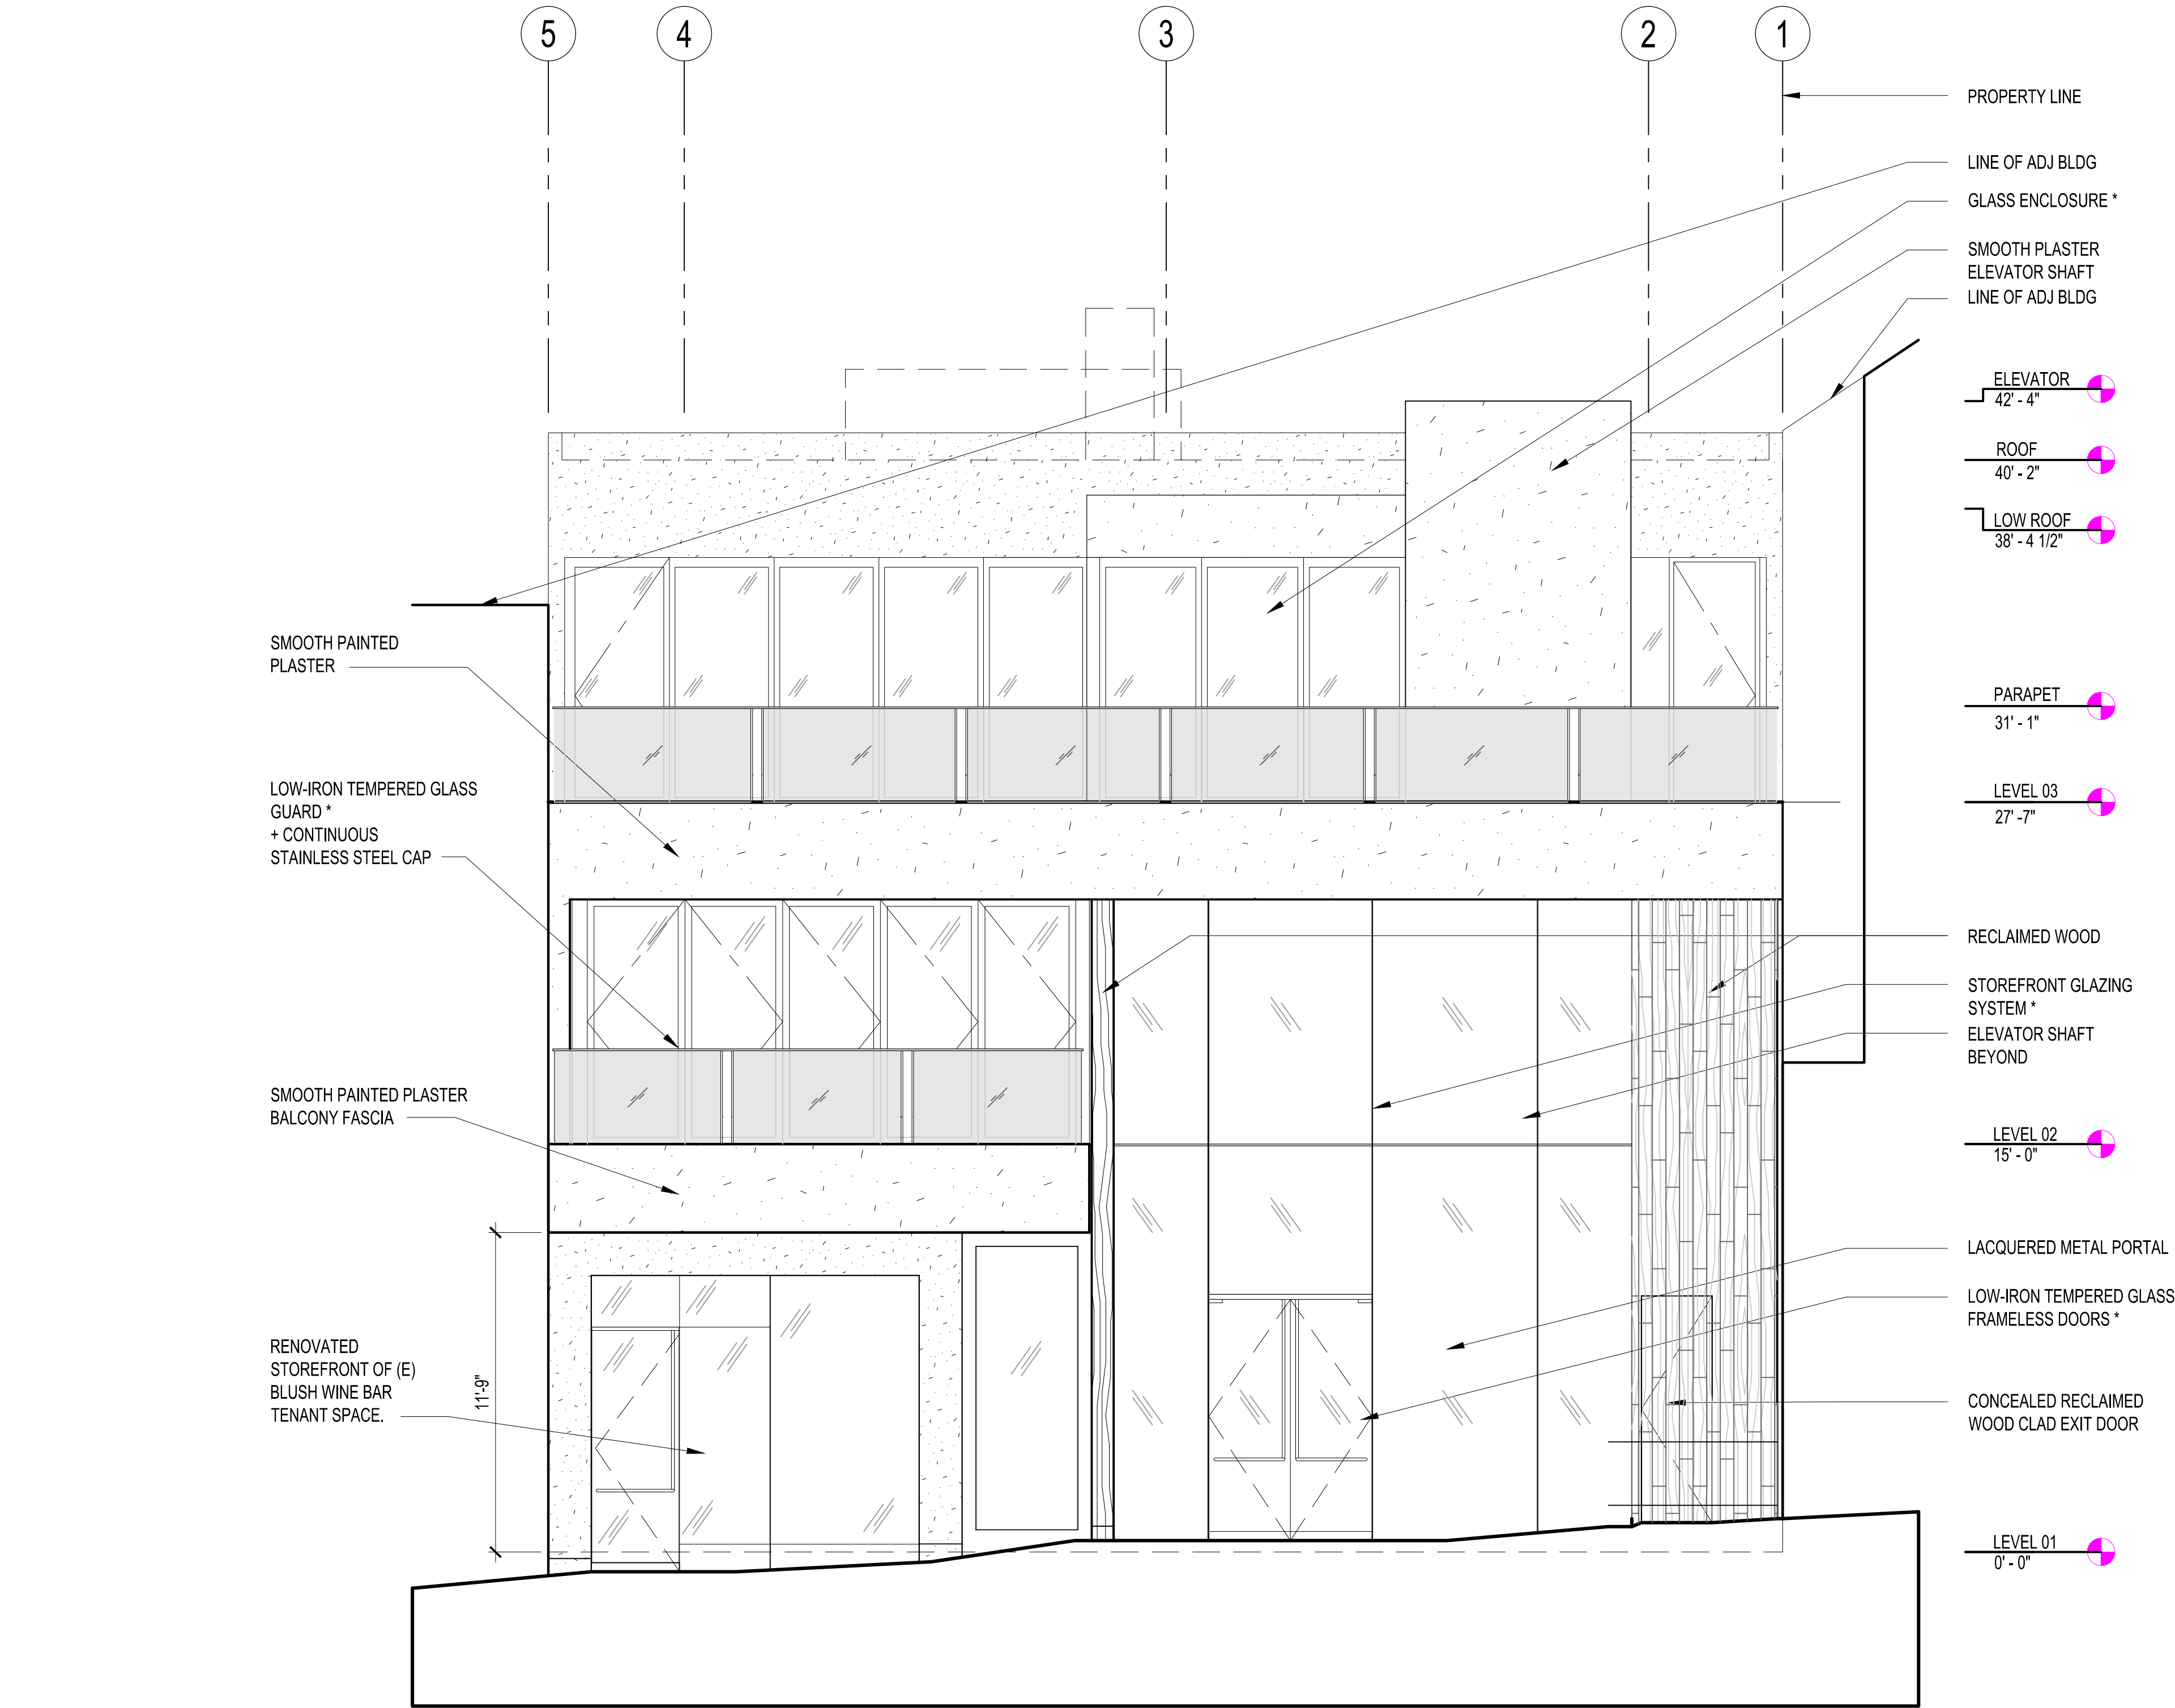 5
4
3
2
1
PROPERTY LINE
LINE OF ADJ BLDG
GLASS ENCLOSURE *
SMOOTH PLASTER
ELEVATOR SHAFT
LINE OF ADJ BLDG
ELEVATOR
42' - 4"
ROOF
40' - 2"
LOW ROOF
38' - 4 1/2"
SMOOTH PAINTED
PLASTER
PARAPET
31' - 1"
LOW-IRON TEMPERED GLASS
GUARD *
+ CONTINUOUS
STAINLESS STEEL CAP
LEVEL 03
27' -7"
RECLAIMED WOOD
STOREFRONT GLAZING
SYSTEM *
ELEVATOR SHAFT
BEYOND
SMOOTH PAINTED PLASTER
BALCONY FASCIA
LEVEL 02
15' - 0"
LACQUERED METAL PORTAL
LOW-IRON TEMPERED GLASS
FRAMELESS DOORS *
RENOVATED
STOREFRONT OF (E)
BLUSH WINE BAR
TENANT SPACE.
11'-9"
CONCEALED RECLAIMED
WOOD CLAD EXIT DOOR
LEVEL 01
0' - 0"